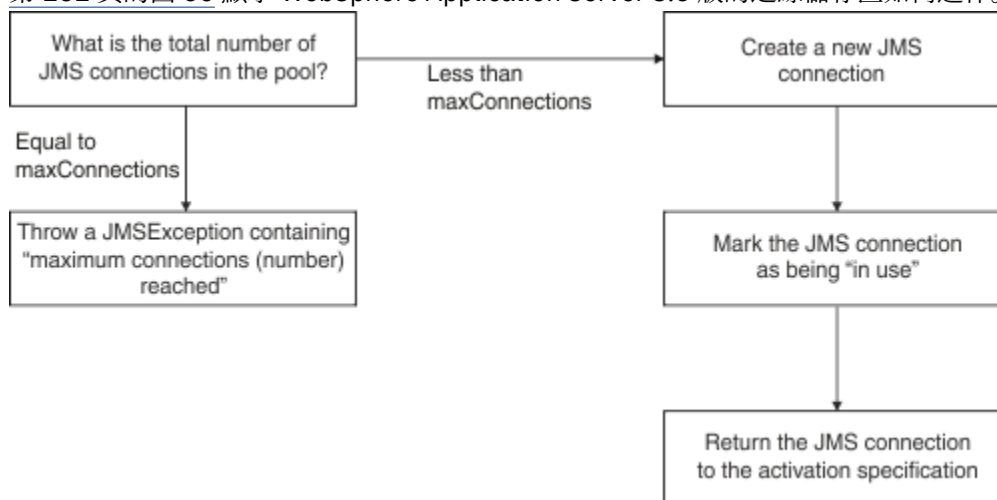 What is the total number of
JMS connections in the pool?
Less than
maxConnections
Create a new JMS
connection
Equal to
maxConnections
Throw a JMSException containing
“maximum connections (number)
reached”
Mark the JMS connection
as being “in use”
Return the JMS connection
to the activation specification